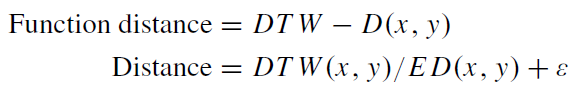 Function distance = DTW − D(x, y)
Distance = DTW(x, y)/ED(x, y) + ε